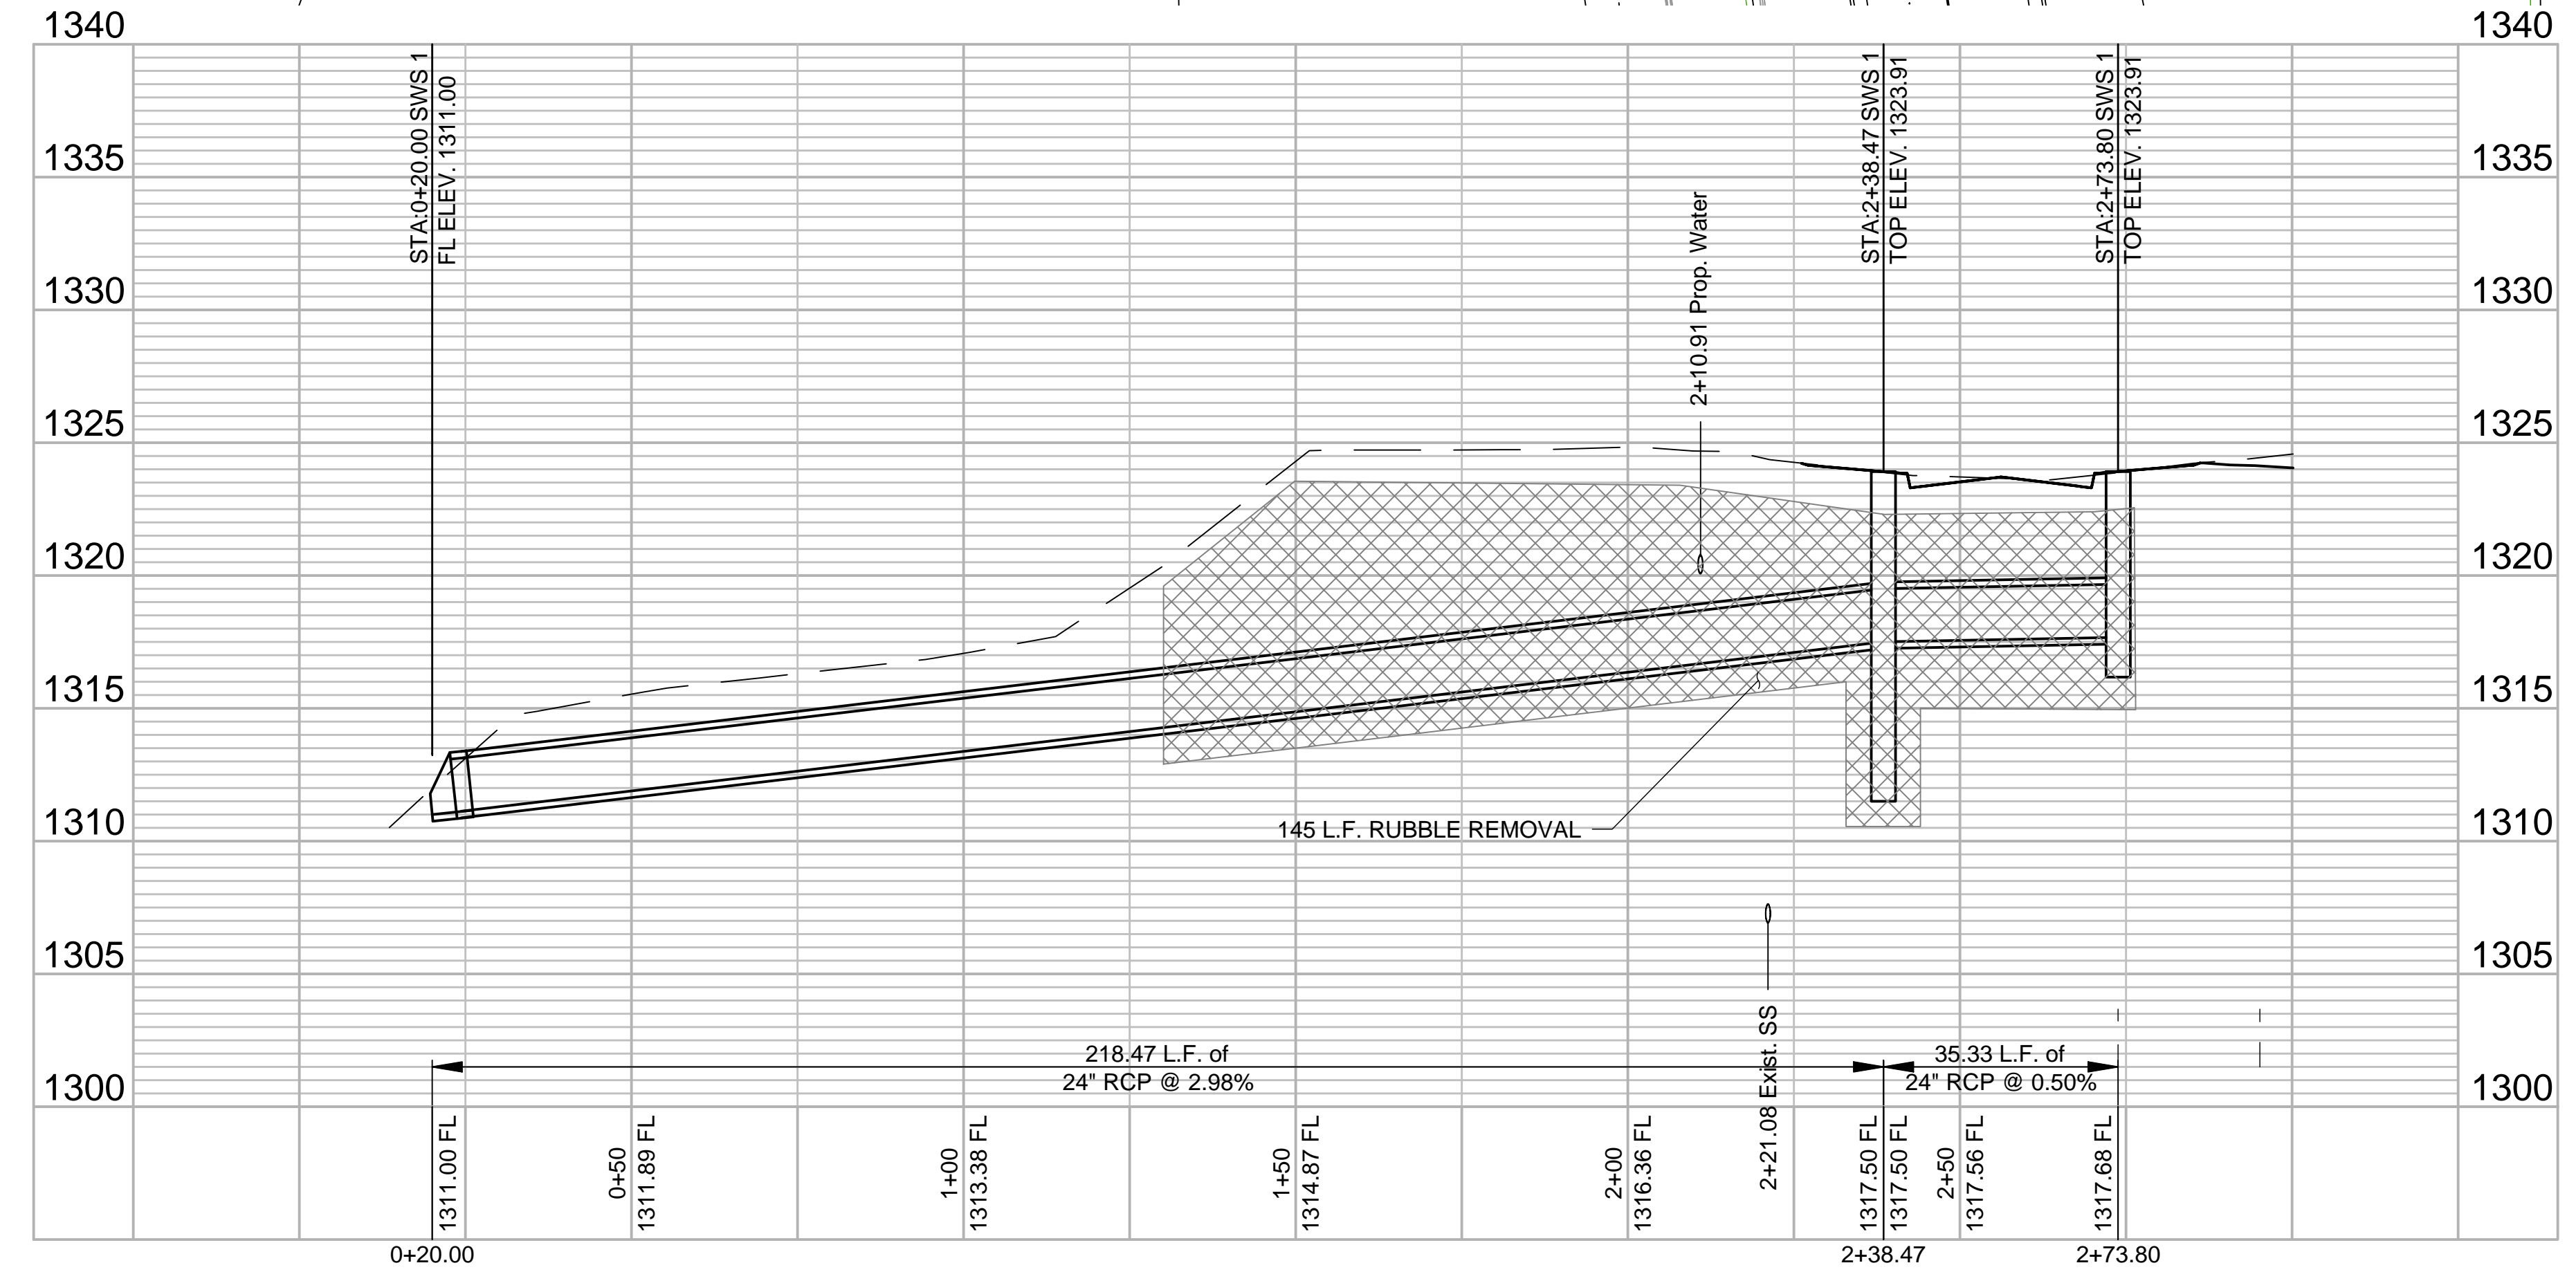 1340
1340
STA:0+20.00 SWS 1
FL ELEV. 1311.00
STA:2+38.47 SWS 1
TOP ELEV. 1323.91
STA:2+73.80 SWS 1
TOP ELEV. 1323.91
1335
1335
2+10.91 Prop. Water
1330
1330
1325
1325
1320
1320
1315
1315
145 L.F. RUBBLE REMOVAL
1310
1310
1305
1305
2+21.08 Exist. SS
218.47 L.F. of
24" RCP @ 2.98%
35.33 L.F. of
24" RCP @ 0.50%
1300
1300
1311.00 FL
0+50
1311.89 FL
1+00
1313.38 FL
1+50
1314.87 FL
2+00
1316.36 FL
1317.50 FL
1317.50 FL
2+50
1317.56 FL
1317.68 FL
0+20.00
2+38.47
2+73.80